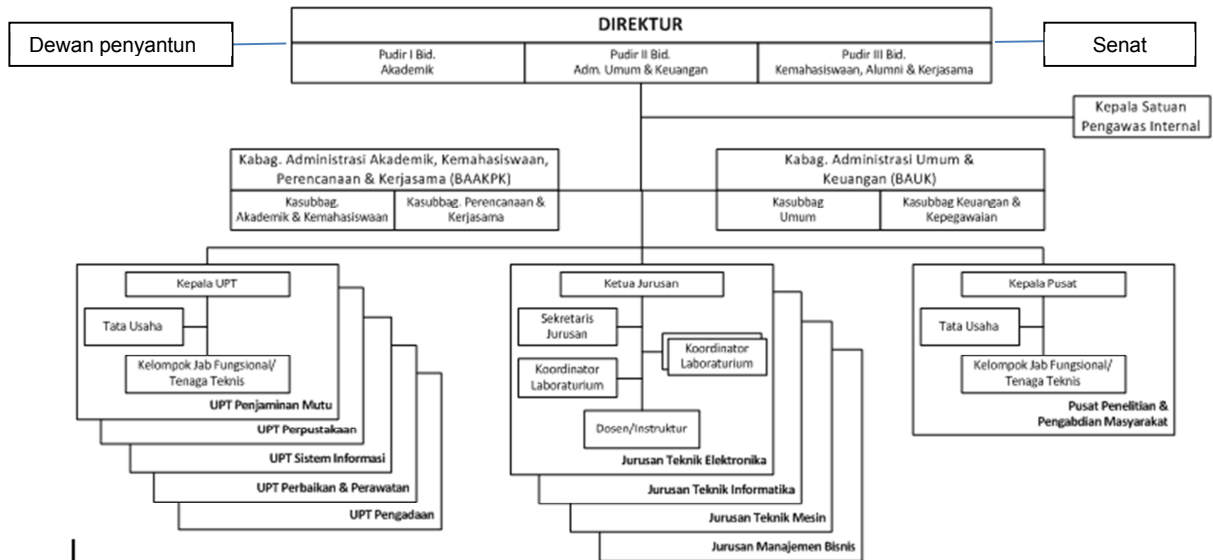 DIREKTUR
Dewan penyantun
Senat
Pudir I Bid.
Akademik
Pudir II Bid.
Adm. Umum & Keuangan
Pudir III Bid.
Kemahasiswaan, Alumni & Kerjasama
Kepala Satuan
Pengawas Internal
Kabag. Administrasi Akademik, Kemahasiswaan,
Perencanaan & Kerjasama (BAAKPK)
Kasubbag.
Akademik & Kemahasiswaan
Kasubbag. Perencanaan &
Kerjasama
Kabag. Administrasi Umum &
Keuangan (BAUK)
Kasubbag
Umum
Kasubbag Keuangan &
Kepegawaian
Kepala UPT
Tata Usaha
Kelompok Jab Fungsional/
Tenaga Teknis
UPT Penjaminan Mutu
UPT Perpustakaan
UPT Sistem Informasi
UPT Perbaikan & Perawatan
UPT Pengadaan
Ketua Jurusan
Sekretaris
Jurusan
Koordinator
Laboraturium
Koordinator
Laboraturium
Dosen/Instruktur
Jurusan Teknik Elektronika
Jurusan Teknik Informatika
Jurusan Teknik Mesin
Jurusan Manajemen Bisnis
Kepala Pusat
Tata Usaha
Kelompok Jab Fungsional/
Tenaga Teknis
Pusat Penelitian &
Pengabdian Masyarakat